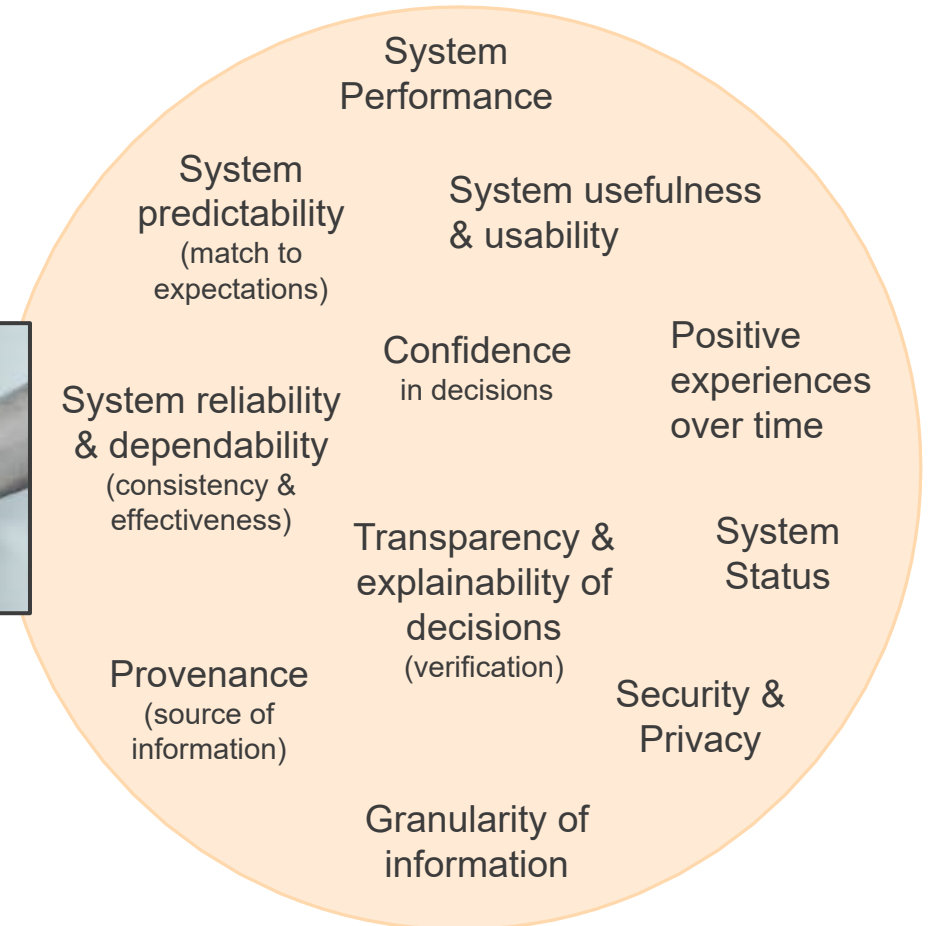 System
Performance
System
predictability
(match to
expectations)
System usefulness
& usability
Confidence
in decisions
Positive
experiences
over time
System reliability
& dependability
(consistency &
effectiveness)
Transparency &
explainability of
decisions
(verification)
System
Status
Provenance
(source of
information)
Security &
Privacy
Granularity of
information